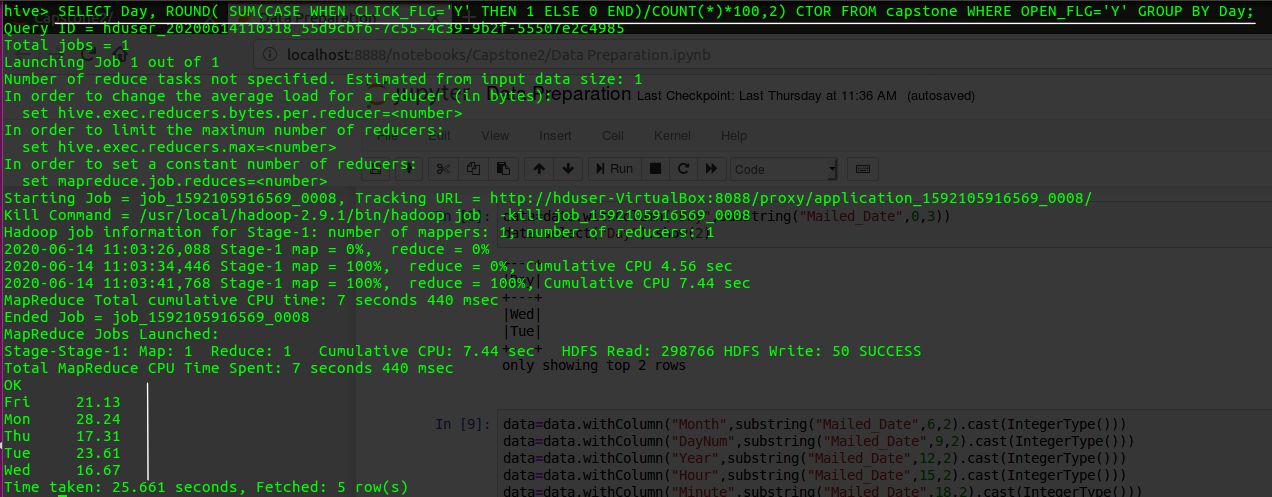 hive> SELECT Day, ROUND( SUM(CASE WHEN CLICK_FLG='Y' THEN 1 ELSE 0 END)/COUNT(*)*100,2) CTOR FROM capstone WHERE OPEN_FLG='Y' GROUP BY Day;
Query ID = hduser_20200614110318_55d9cbf6-7c55-4c39-9b2f-55507e2c4985
Total jobs = 1
localhost:8888/notebooks/Capstone2/Data Preparation.ipynb
Launching Job 1 out of 1
Number of reduce tasks not specified. Estimated from input data size: 1
In order to change the average load for a reducer (in bytes):
jupyter Data Preparation Last Checkpoint: Last Thursday at 11:36 AM (autosaved)
  set hive.exec.reducers.bytes.per.reducer=<number>
In order to limit the maximum number of reducers:
Edit View Insert Cell Kernel Help
  set hive.exec.reducers.max=<number>
In order to set a constant number of reducers:
Run Code
  set mapreduce.job.reduces=<number>
Starting Job = job_1592105916569_0008, Tracking URL = http://hduser-VirtualBox:8088/proxy/application_1592105916569_0008/
Kill Command = /usr/local/hadoop-2.9.1/bin/hadoop job  -kill job_1592105916569_0008
("Mailed_Date",0,3))
Hadoop job information for Stage-1: number of mappers: 1; number of reducers: 1
2020-06-14 11:03:26,088 Stage-1 map = 0%,  reduce = 0%
2020-06-14 11:03:34,446 Stage-1 map = 100%,  reduce = 0%, Cumulative CPU 4.56 sec
2020-06-14 11:03:41,768 Stage-1 map = 100%,  reduce = 100%, Cumulative CPU 7.44 sec
+---+
MapReduce Total cumulative CPU time: 7 seconds 440 msec
|Wed|
Ended Job = job_1592105916569_0008
|Tue|
MapReduce Jobs Launched:
Stage-Stage-1: Map: 1  Reduce: 1   Cumulative CPU: 7.44 sec   HDFS Read: 298766 HDFS Write: 50 SUCCESS
only showing top 2 rows
Total MapReduce CPU Time Spent: 7 seconds 440 msec
OK
Fri	21.13
Mon	28.24
Thu	17.31
Tue	23.61
Wed	16.67
Time taken: 25.661 seconds, Fetched: 5 row(s)
In [9]: data=data.withColumn("Month",substring("Mailed_Date",6,2).cast(IntegerType()))
data=data.withColumn("DayNum",substring("Mailed_Date",9,2).cast(IntegerType()))
data=data.withColumn("Year",substring("Mailed_Date",12,2).cast(IntegerType()))
data=data.withColumn("Hour",substring("Mailed_Date",15,2).cast(IntegerType()))
data=data.withColumn("Minute",substring("Mailed_Date",18,2).cast(IntegerType()))